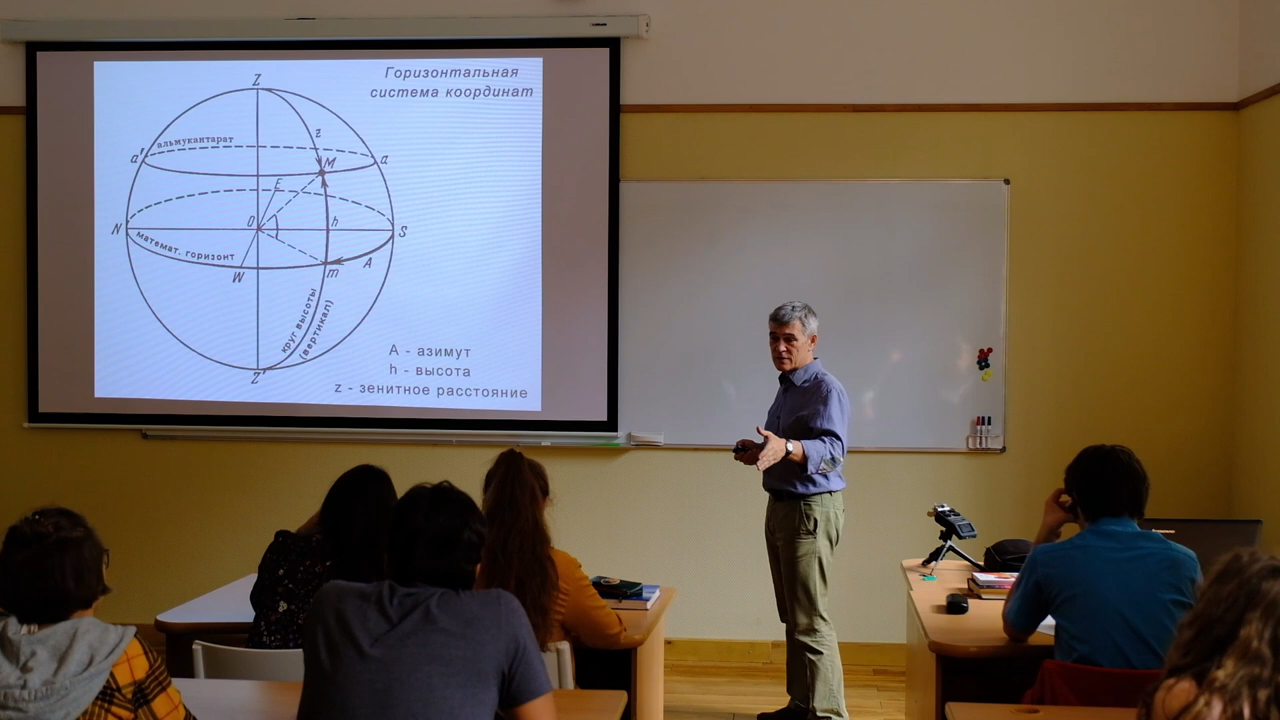 Горизонтальная
система координат
Z
z
альмукантарат
a'
M
a
E
N
O
h
S
математ. горизонт
W
m
A
круг высоты
(вертикал)
Z'
A - азимут
h - высота
z - зенитное расстояние